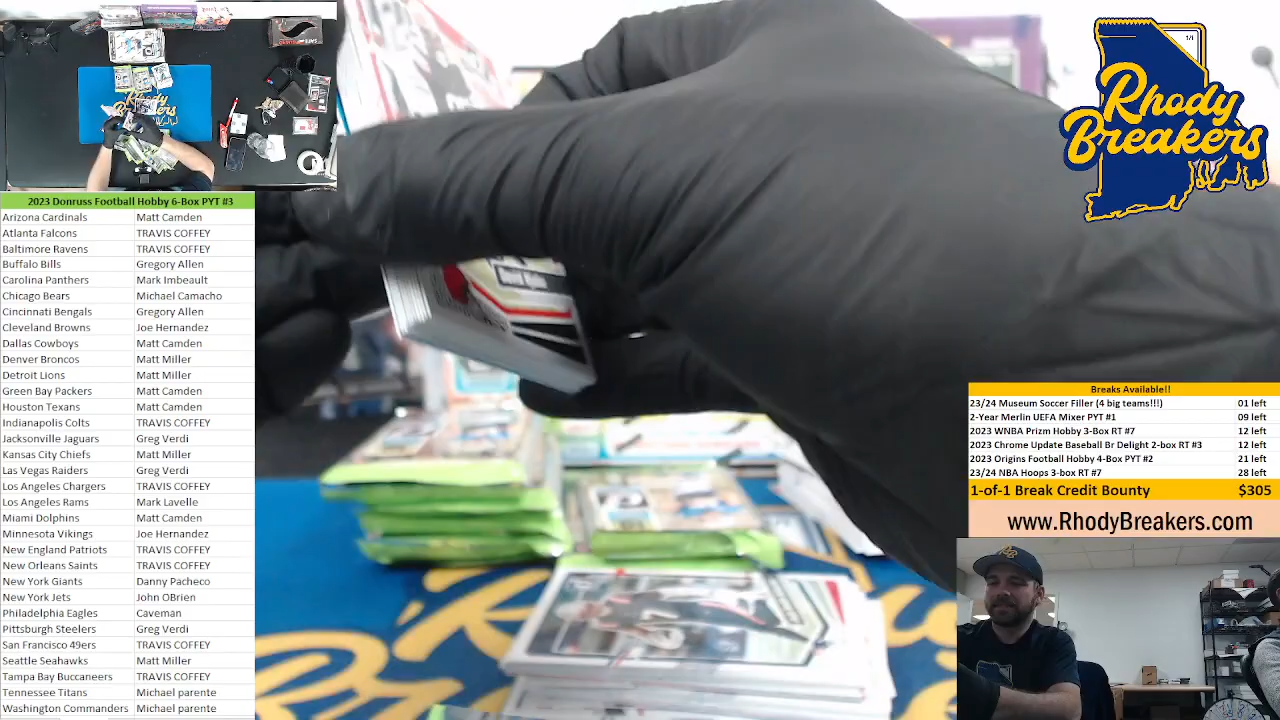 2023 Donruss Football Hobby 6-Box PYT #3
Arizona Cardinals Matt Camden
Atlanta Falcons TRAVIS COFFEY
Baltimore Ravens TRAVIS COFFEY
Buffalo Bills Gregory Allen
Carolina Panthers Mark Imbeault
Chicago Bears Michael Camacho
Cincinnati Bengals Gregory Allen
Cleveland Browns Joe Hernandez
Dallas Cowboys Matt Camden
Denver Broncos Matt Miller
Detroit Lions Matt Miller
Green Bay Packers Matt Camden
Houston Texans Matt Camden
Indianapolis Colts TRAVIS COFFEY
Jacksonville Jaguars Greg Verdi
Kansas City Chiefs Matt Miller
Las Vegas Raiders Greg Verdi
Los Angeles Chargers TRAVIS COFFEY
Los Angeles Rams Mark Lavelle
Miami Dolphins Matt Camden
Minnesota Vikings Joe Hernandez
New England Patriots TRAVIS COFFEY
New Orleans Saints TRAVIS COFFEY
New York Giants Danny Pacheco
New York Jets John OBrien
Philadelphia Eagles Caveman
Pittsburgh Steelers Greg Verdi
San Francisco 49ers TRAVIS COFFEY
Seattle Seahawks Matt Miller
Tampa Bay Buccaneers TRAVIS COFFEY
Tennessee Titans Michael parente
Washington Commanders Michael parente
1/1
Rhody
Breakers
Breaks Available!!
23/24 Museum Soccer Filler (4 big teams!!!) 01 left
2-Year Merlin UEFA Mixer PYT #1 09 left
2023 WNBA Prizm Hobby 3-Box RT #7 12 left
2023 Chrome Update Baseball Br Delight 2-box RT #3 12 left
2023 Origins Football Hobby 4-Box PYT #2 21 left
23/24 NBA Hoops 3-box RT #7 28 left
1-of-1 Break Credit Bounty $305
www.RhodyBreakers.com